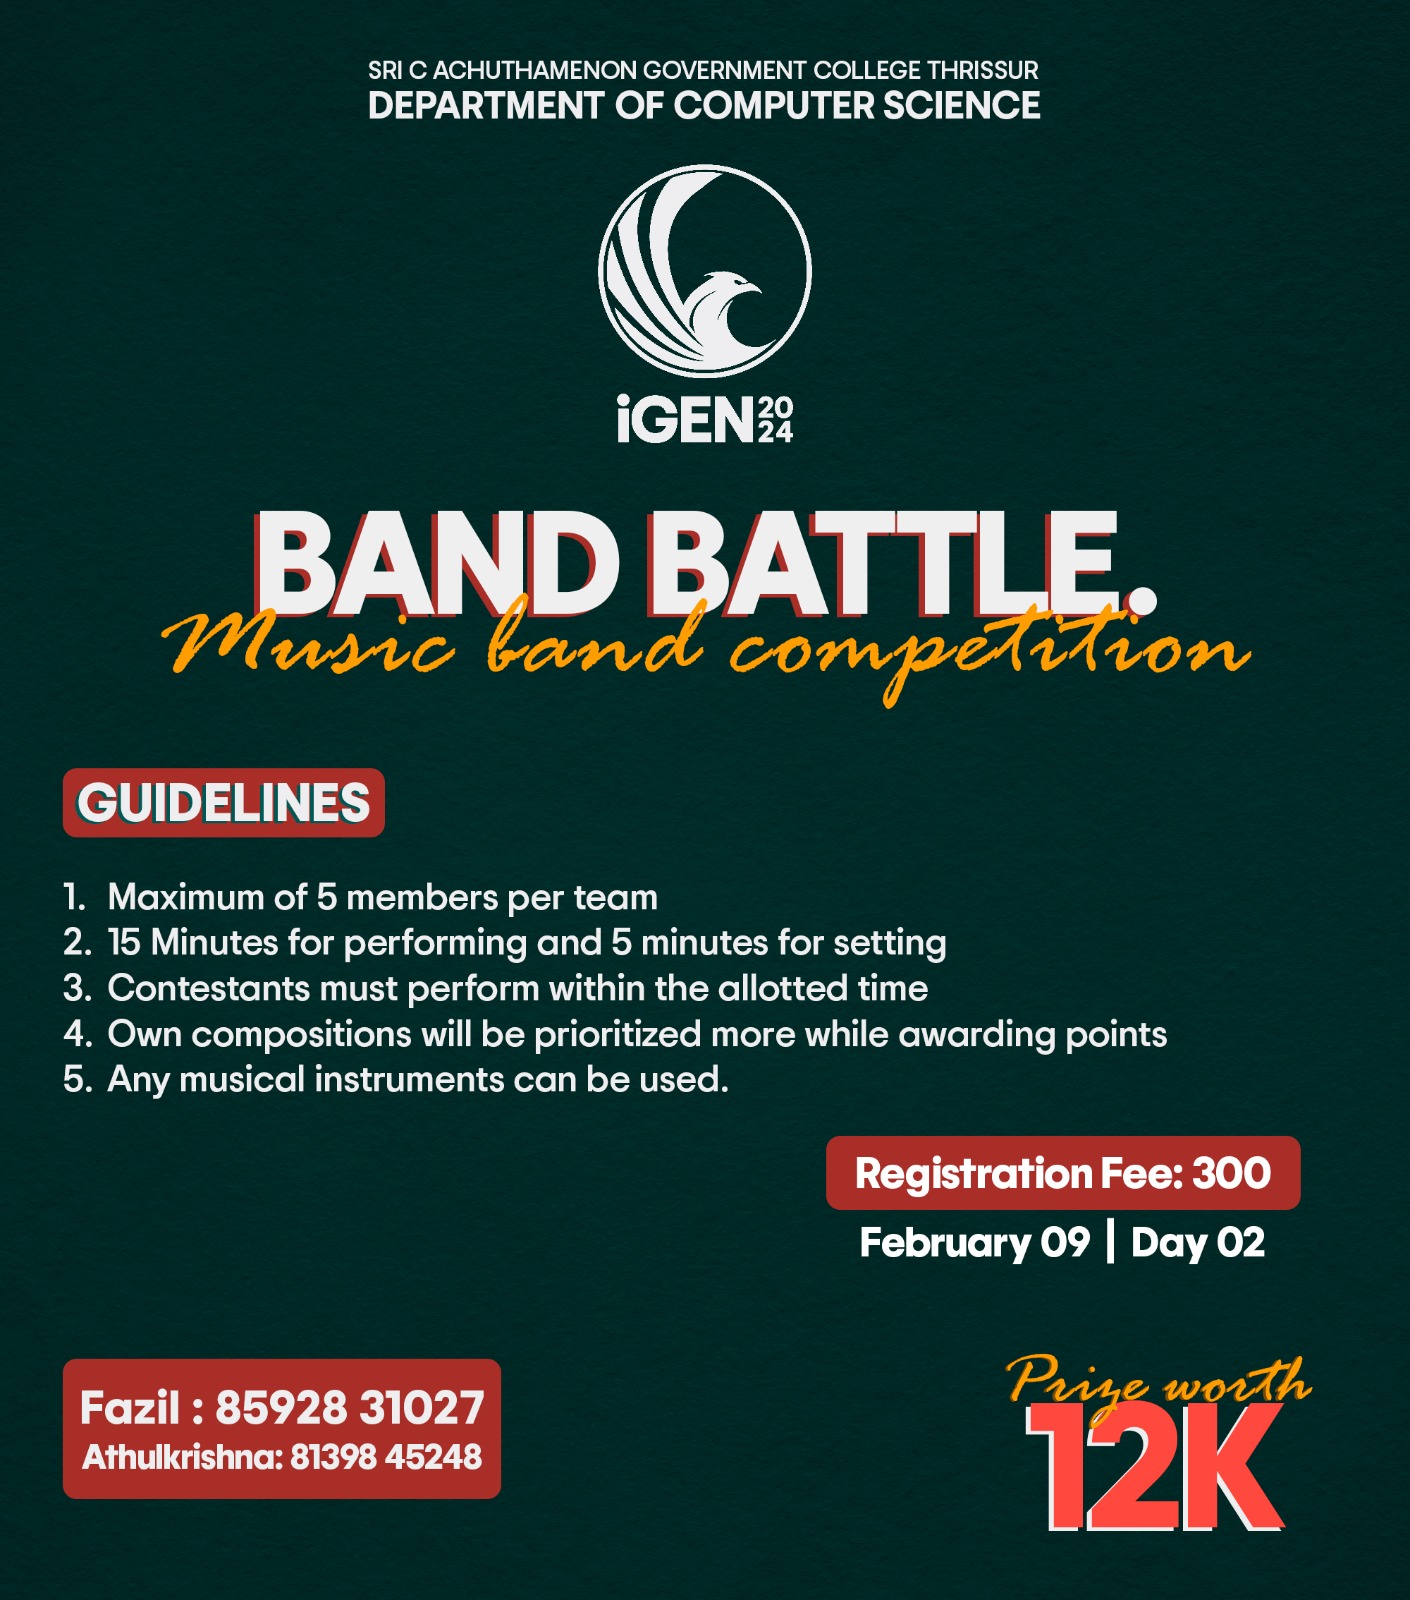 SRI C ACHUTHAMENON GOVERNMENT COLLEGE THRISSUR
DEPARTMENT OF COMPUTER SCIENCE
iGEN 2024
BAND BATTLE.
Music band competition
GUIDELINES
1. Maximum of 5 members per team
2. 15 Minutes for performing and 5 minutes for setting
3. Contestants must perform within the allotted time
4. Own compositions will be prioritized more while awarding points
5. Any musical instruments can be used.
Registration Fee: 300
February 09 | Day 02
Fazil : 85928 31027
Athulkrishna: 81398 45248
Prize worth
12K